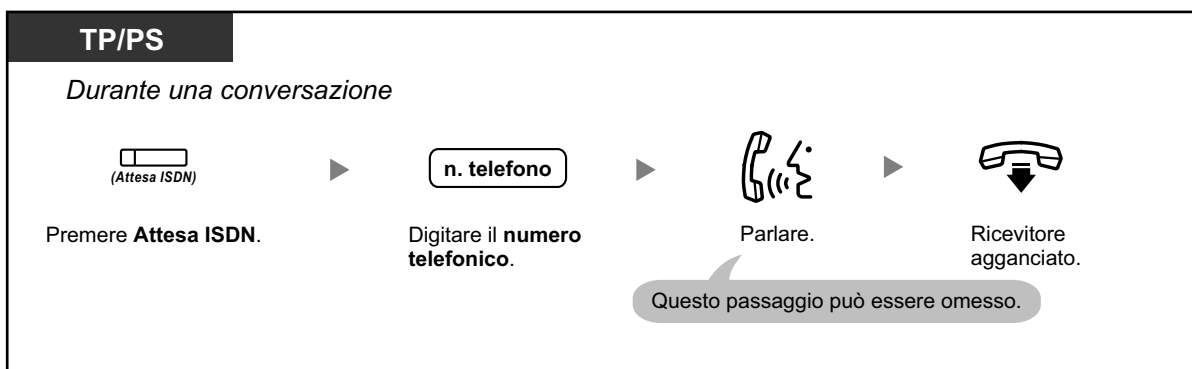 TP/PS
Durante una conversazione
(Attesa ISDN)
n. telefono
Premere Attesa ISDN.
Digitare il numero
telefonico.
Parlare.
Ricevitore
agganciato.
Questo passaggio può essere omesso.